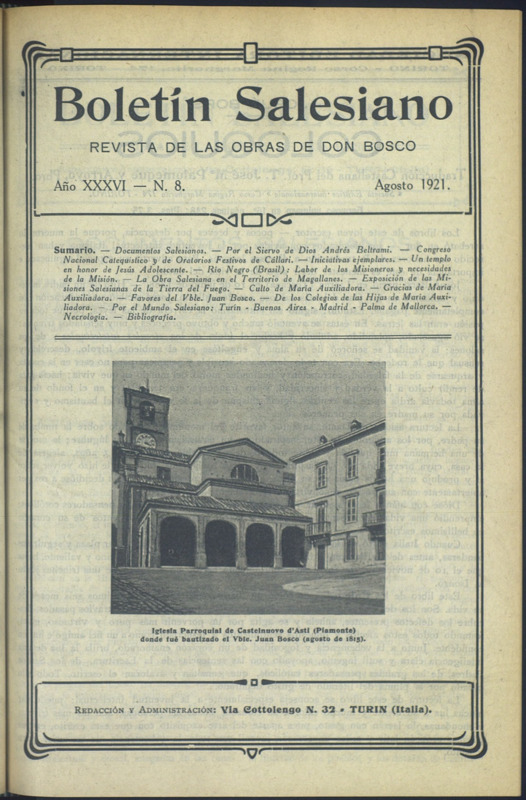 Boletín Salesiano
REVISTA DE LAS OBRAS DE DON BOSCO
Año XXXVI — N. 8.
Agosto 1921.
Sumario. — Documentos Salesianos. — Por el Siervo de Dios Andrés Beltrami. — Congreso
Nacional Catequístico y de Oratorios Festivos de Cállari. — Iniciativas ejemplares. — Un templo
en honor de Jesús Adolescente. — Río Negro (Brasil): Labor de los Misioneros y necesidades
de la Misión. — La Obra Salesiana en el Territorio de Magallanes. — Exposición de las Mi-
siones Salesianas de la Tierra del Fuego. — Culto de María Auxiliadora. — Gracias de María
Auxiliadora. — Favores del Vble. Juan Bosco. — De los Colegios de las Hijas de María Auxi-
liadora. — Por el Mundo Salesiano: Turín - Buenos Aires - Madrid - Palma de Mallorca. —
Necrología. — Bibliografía.
Iglesia Parroquial de Castelnuovo d'Asti (Piamonte)
donde fué bautizado el Vble. Juan Bosco (agosto de 1815).
REDACCIÓN Y ADMINISTRACIÓN: Via Cottolengo N. 32 - TURIN (Italia).